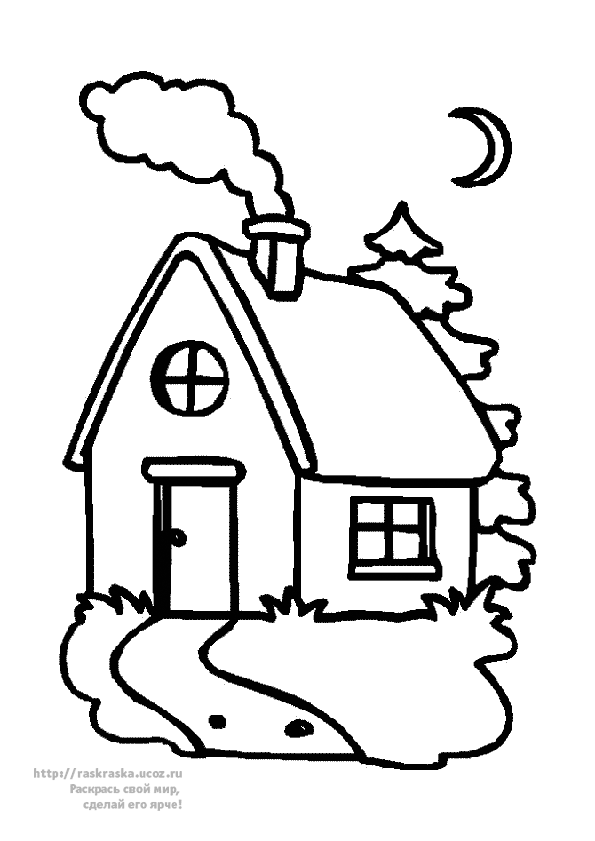 http://raskraska.ucoz.ru
Раскрась свой мир,
сделай его ярче!